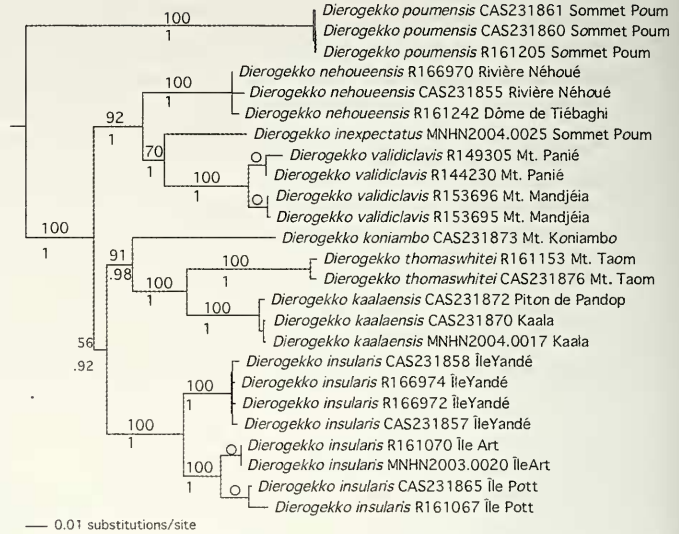 Dierogekko poumensis CAS231861 Sommet Poum
100
Dierogekko poumensis CAS231860 Sommet Poum
1
Dierogekko poumensis R161205 Sommet Poum
Dierogekko nehoueensis R166970 Rivière Néhoué
100
Dierogekko nehoueensis CAS231855 Rivière Néhoué
1
92
Dierogekko nehoueensis R161242 Dôme de Tiébaghi
1
Dierogekko inexpectatus MNHN2004.0025 Sommet Poum
70
Dierogekko validiclavis R149305 Mt. Panié
1
100
Dierogekko validiclavis R144230 Mt. Panié
1
Dierogekko validiclavis R153696 Mt. Mandjéia
Dierogekko validiclavis R153695 Mt. Mandjéia
100
1
Dierogekko koniambo CAS231873 Mt. Koniambo
91
.98
100
Dierogekko thomaswhitei R161153 Mt. Taom
1
Dierogekko thomaswhitei CAS231876 Mt. Taom
100
1
Dierogekko kaalaensis CAS231872 Piton de Pandop
100
Dierogekko kaalaensis CAS231870 Kaala
1
Dierogekko kaalaensis MNHN2004.0017 Kaala
56
.92
Dierogekko insularis CAS231858 ÎleYandé
100
Dierogekko insularis R166974 ÎleYandé
1
Dierogekko insularis R166972 ÎleYandé
Dierogekko insularis CAS231857 ÎleYandé
100
1
Dierogekko insularis R161070 Île Art
Dierogekko insularis MNHN2003.0020 ÎleArt
100
1
Dierogekko insularis CAS231865 Île Pott
Dierogekko insularis R161067 Île Pott
0.01 substitutions/site